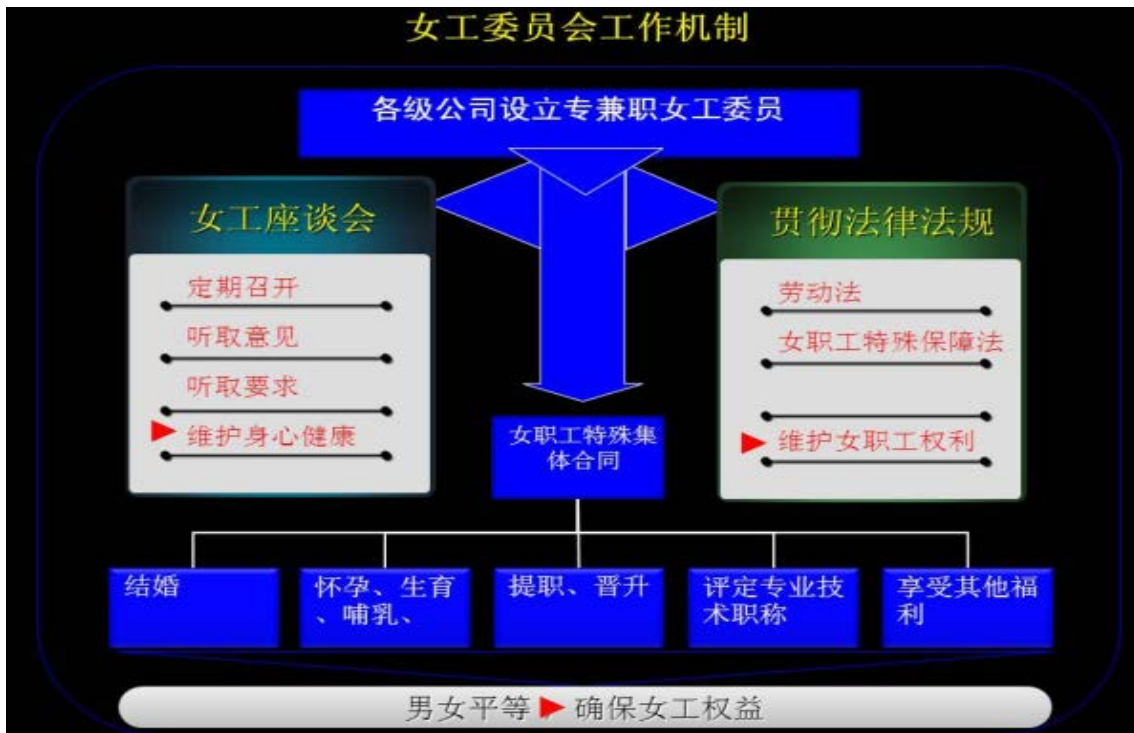 女工委员会工作机制
各级公司设立专兼职女工委员
女工座谈会
定期召开
听取意见
听取要求
维护身心健康
贯彻法律法规
劳动法
女职工特殊保障法
维护女职工权利
女职工特殊集
体合同
结婚
怀孕、生育
、哺乳、
提职、晋升
评定专业技
术职称
享受其他福
利
男女平等▶确保女工权益